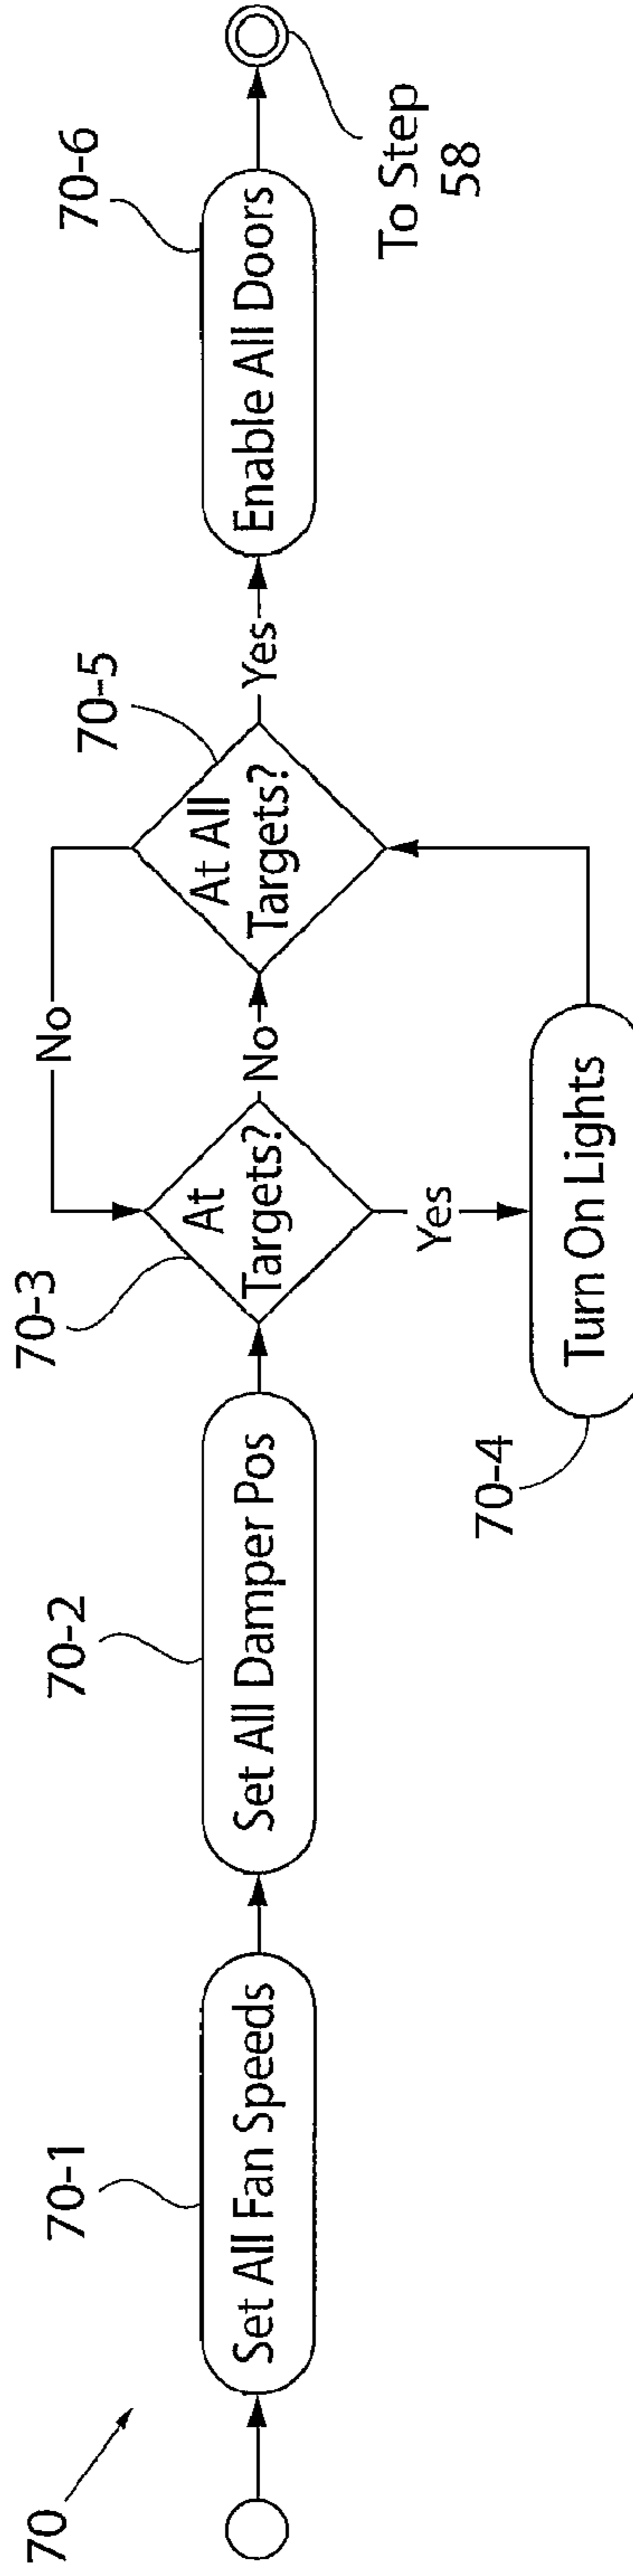 70
70-1
Set All Fan Speeds
70-2
Set All Damper Pos
70-3
At
Targets?
No
Yes
70-4
Turn On Lights
No
70-5
At All
Targets?
Yes
70-6
Enable All Doors
To Step
58